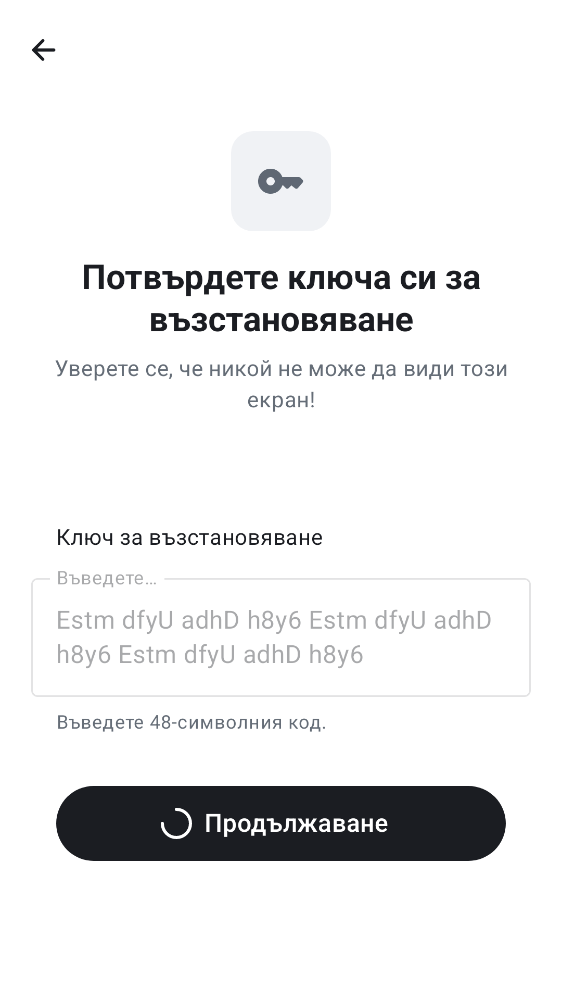 Потвърдете ключа си за
възстановяване
Уверете се, че никой не може да види този
екран!
Ключ за възстановяване
Въведете…
Estm dfyU adhD h8y6 Estm dfyU adhD
h8y6 Estm dfyU adhD h8y6
Въведете 48-символния код.
Продължаване